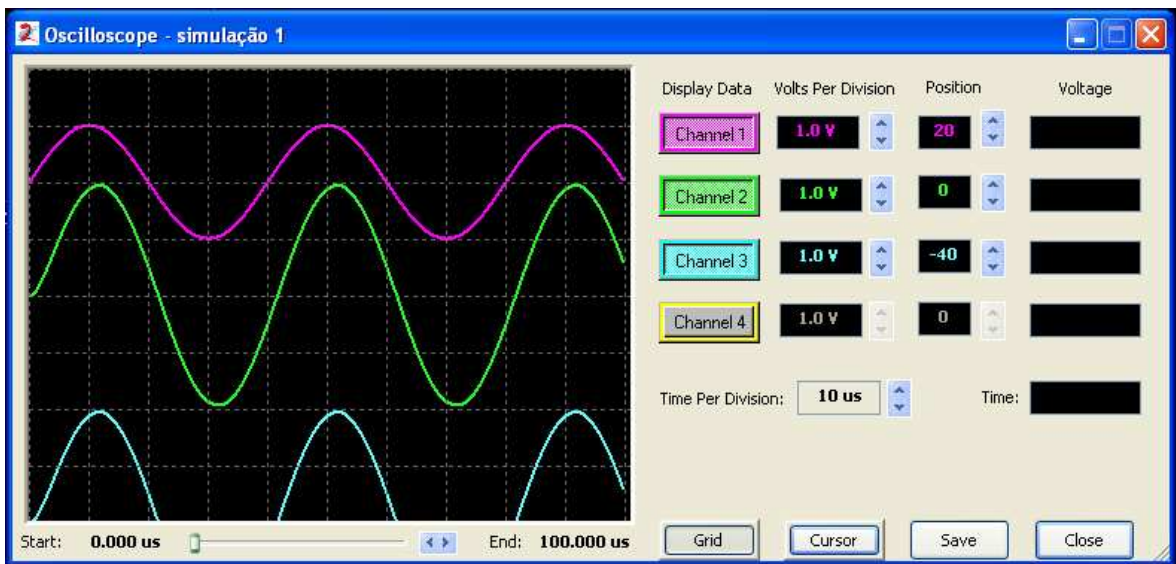 Oscilloscope - simulação 1
Display Data Volts Per Division Position Voltage
Channel 1 1.0 V 20
Channel 2 1.0 V 0
Channel 3 1.0 V -40
Channel 4 1.0 V 0
Time Per Division: 10 us Time:
Start: 0.000 us End: 100.000 us Grid Cursor Save Close